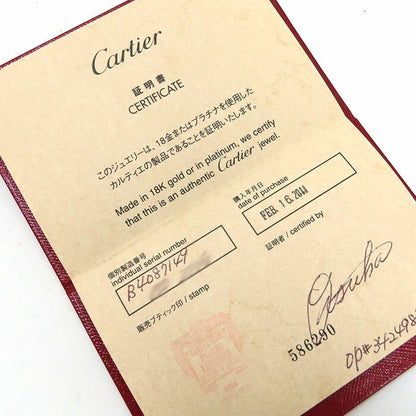 Cartier
証明書
CERTIFICATE
このジュエリーは、18金またはプラチナを使用した
カルティエの製品であることを証明いたします。
Made in 18K gold or in platinum, we certify
that this is an authentic Cartier jewel.
個別製造番号
individual serial number
B4087149
購入年月日
date of purchase
FEB. 16. 2011
販売ブティック印 / stamp
証明者 / certified by
586290